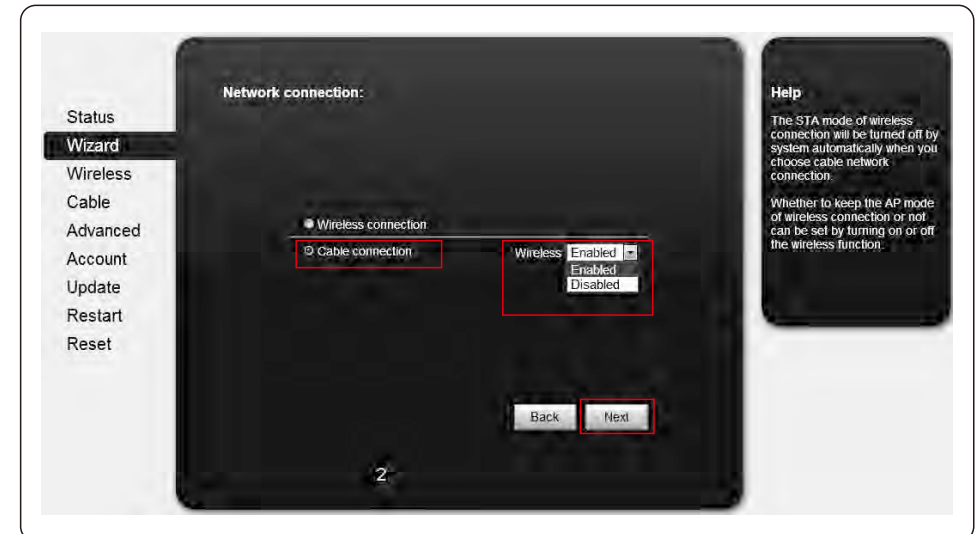 Status
Wizard
Wireless
Cable
Advanced
Account
Update
Restart
Reset
Network connection:
Wireless connection
Cable connection
Wireless Enabled
Enabled
Disabled
Back Next
2
Help
The STA mode of wireless
connection will be turned off by
system automatically when you
choose cable network
connection.
Whether to keep the AP mode
of wireless connection or not
can be set by turning on or off
the wireless function.